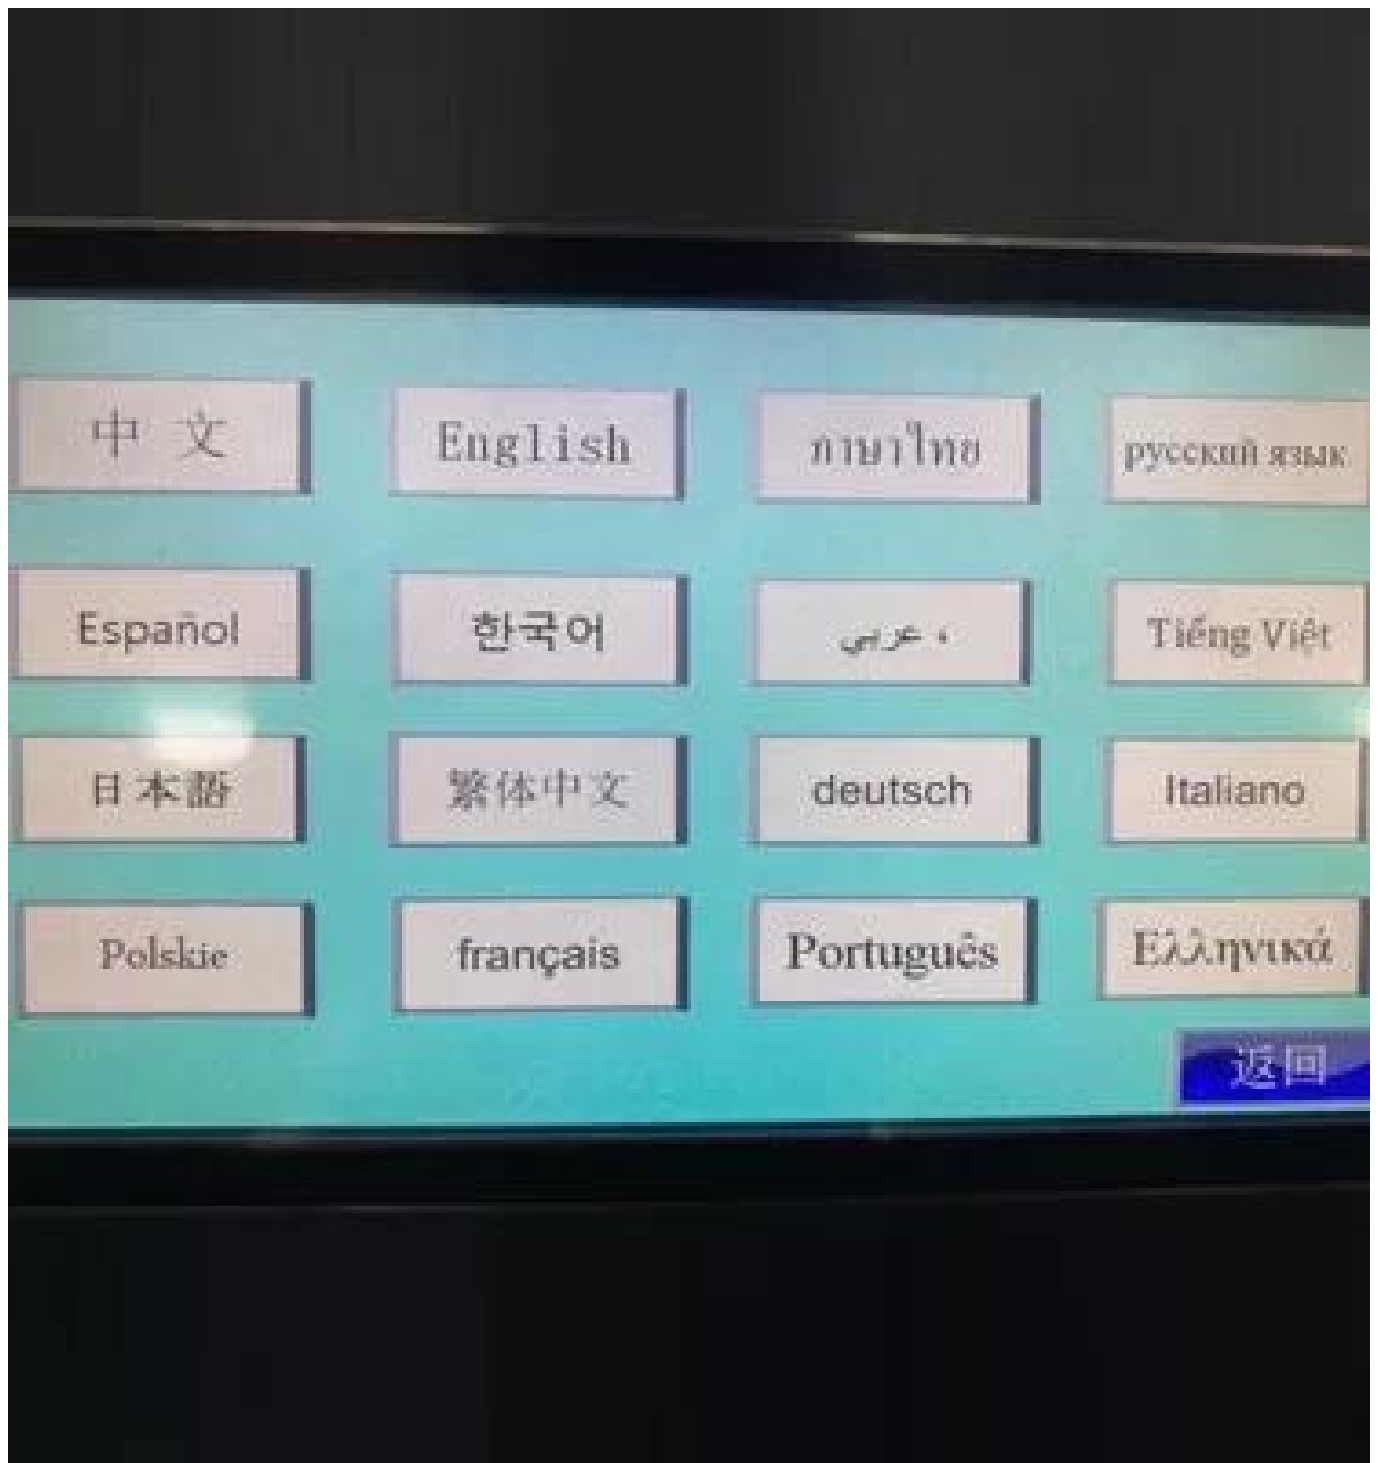 中 文
English
ภาษาไทย
русский язык
Español
한국어
، عربي
Tiếng Việt
日本語
繁体中文
deutsch
Italiano
Polskie
français
Português
Ελληνικά
返回